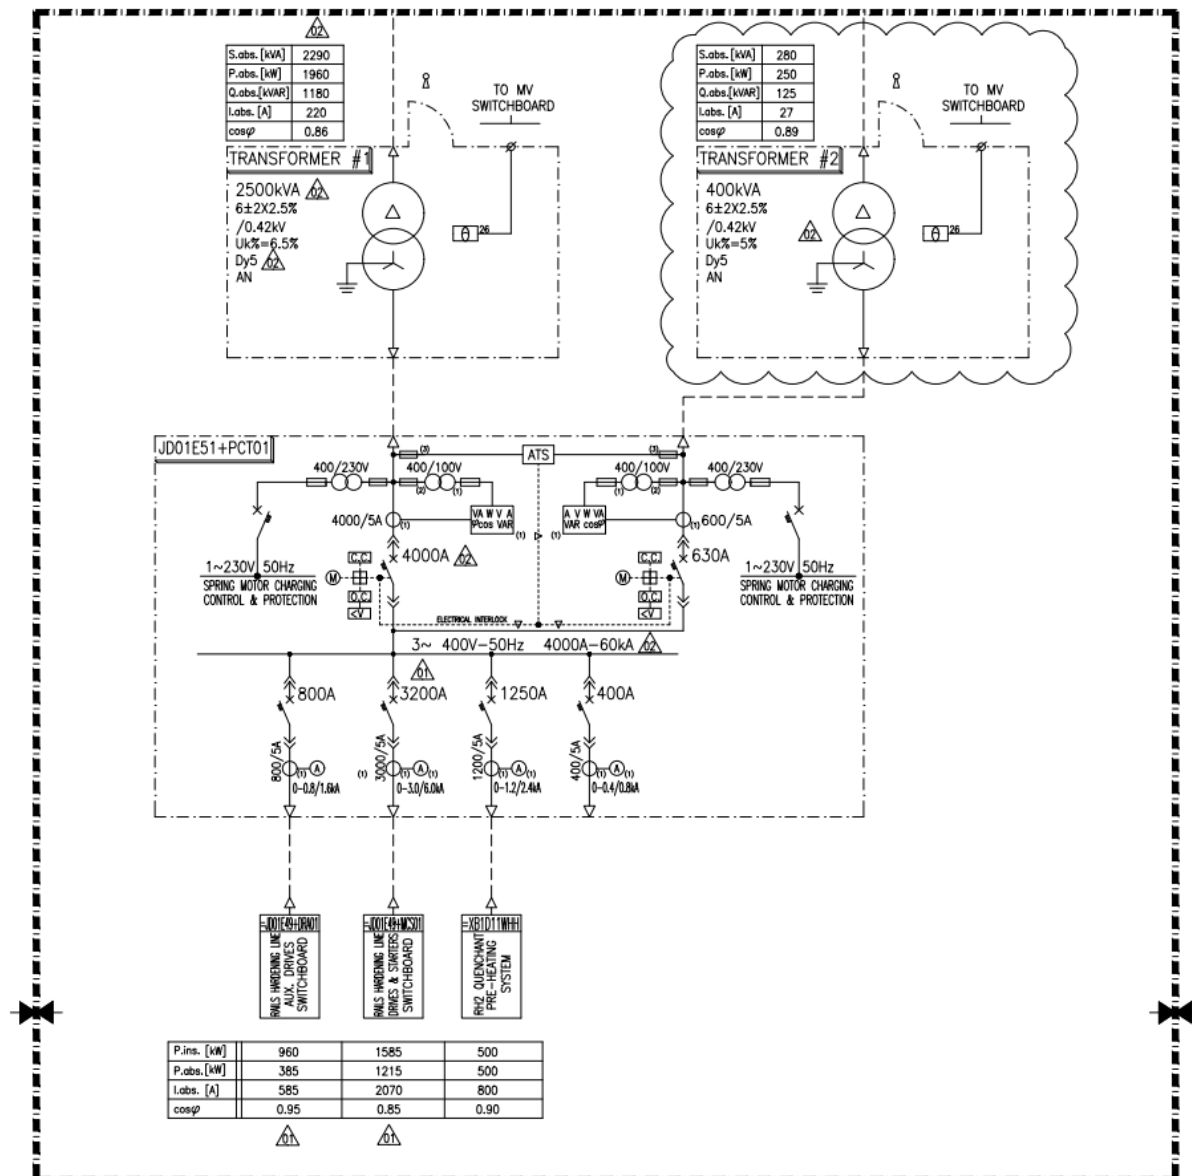 02
S.abs. [kVA] 2290
P.abs. [kW] 1960
Q.abs.[kVAR] 1180
I.abs. [A] 220
cosφ 0.86
TO MV
SWITCHBOARD
TRANSFORMER #1
2500kVA 02
6±2X2.5%
/0.42kV
Uk%=6.5%
Dy5 02
AN
θ 26
S.abs. [kVA] 280
P.abs. [kW] 250
Q.abs.[kVAR] 125
I.abs. [A] 27
cosφ 0.89
TO MV
SWITCHBOARD
TRANSFORMER #2
400kVA
6±2X2.5%
/0.42kV
Uk%=5%
Dy5
AN
02
θ 26
JD01E51+PCT01
(3) ATS (3)
400/230V 400/100V 400/100V 400/230V
(2) (1) (1) (2)
4000/5A (1)
VA W V A
φcos VAR
(1) (1)
A V W VA
VAR cosφ
(1) 600/5A
4000A 02
630A
C.C. C.C.
M M
O.C. O.C.
<V <V
1~230V 50Hz
SPRING MOTOR CHARGING
CONTROL & PROTECTION
1~230V 50Hz
SPRING MOTOR CHARGING
CONTROL & PROTECTION
ELECTRICAL INTERLOCK
3~ 400V-50Hz 4000A-60kA 02
01
800A 3200A 1250A 400A
800/5A (1) A
0-0.8/1.6kA
(1) 3000/5A (1) A (1)
0-3.0/6.0kA
1200/5A (1) A (1)
0-1.2/2.4kA
400/5A (1) A (1)
0-0.4/0.8kA
=JD01E49+DRA01
RAILS HARDENING LINE
AUX. DRIVES
SWITCHBOARD
=JD01E49+MCS01
RAILS HARDENING LINE
DRIVES & STARTERS
SWITCHBOARD
=XB1D11WHH
RH2 QUENCHANT
PRE-HEATING
SYSTEM
P.ins. [kW] 960 1585 500
P.abs.[kW] 385 1215 500
I.abs. [A] 585 2070 800
cosφ 0.95 0.85 0.90
01 01